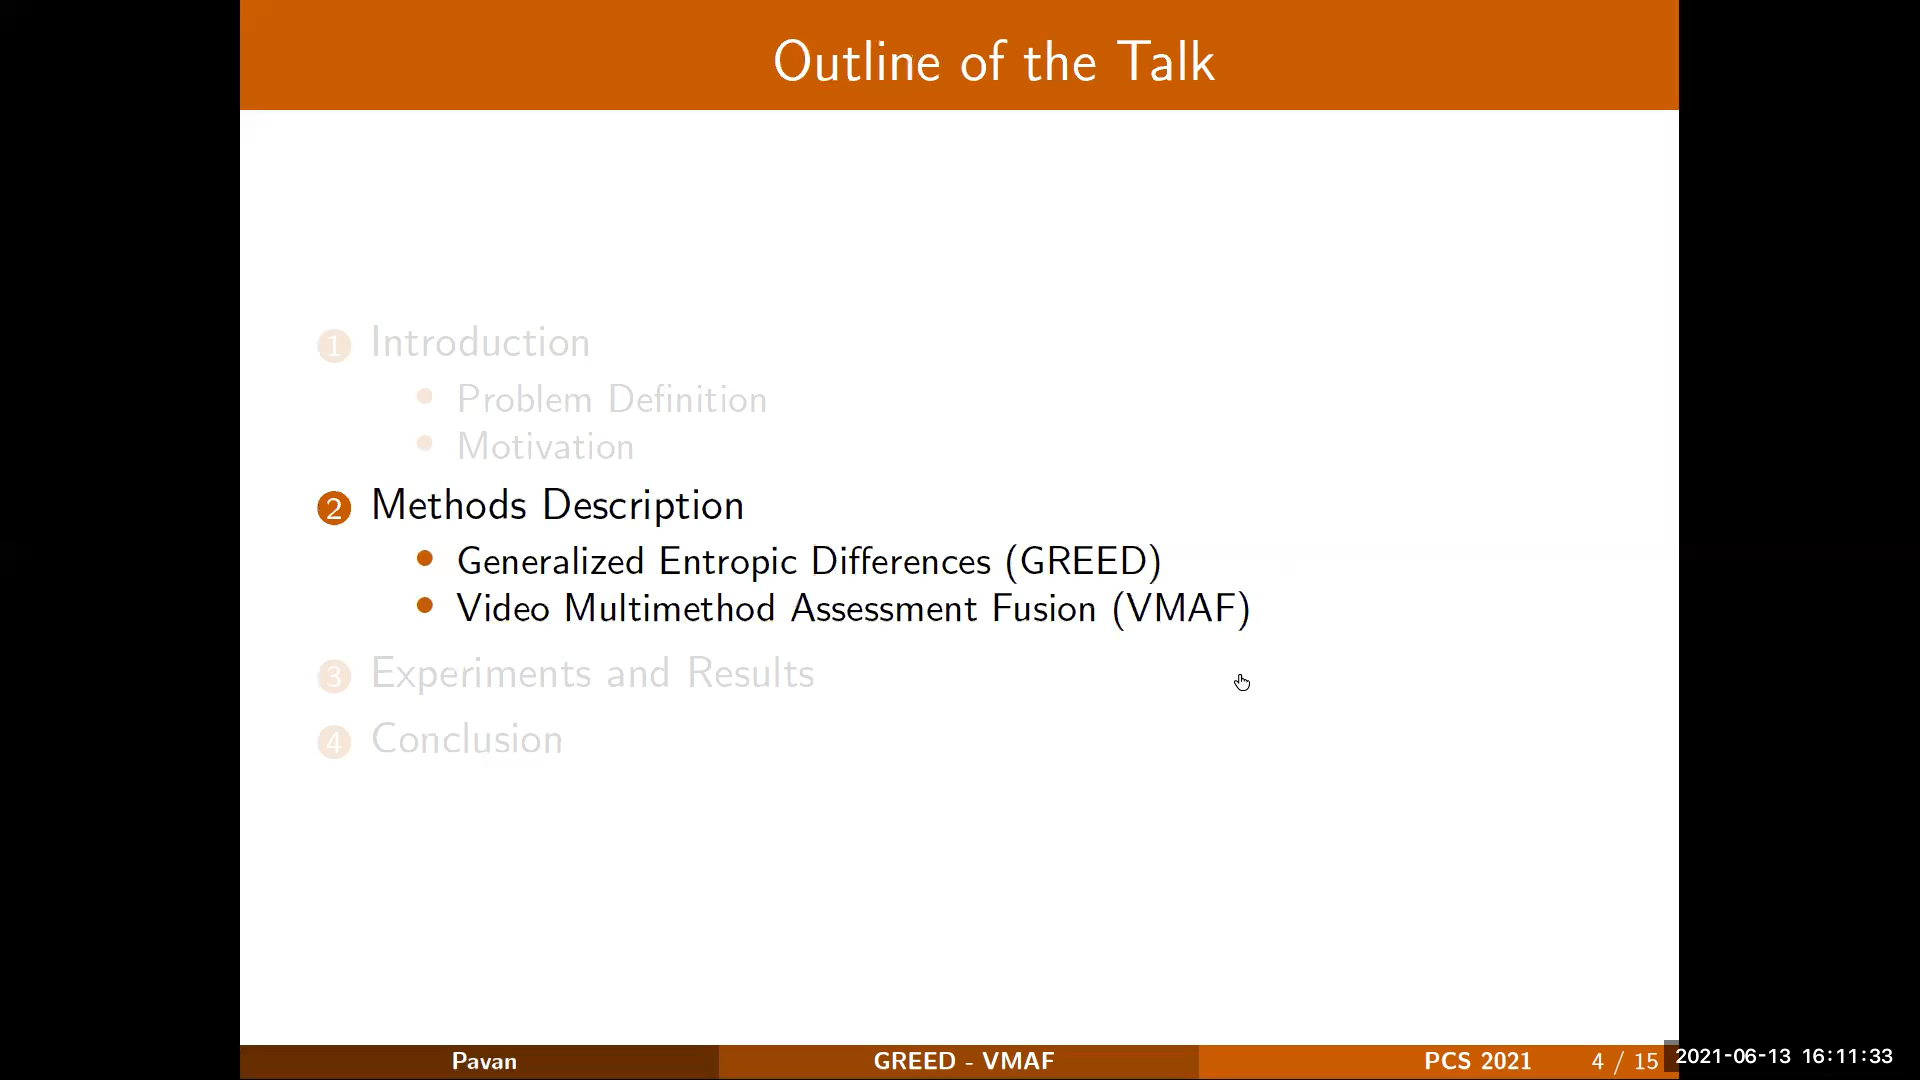 Outline of the Talk
1 Introduction
Problem Definition
Motivation
2 Methods Description
Generalized Entropic Differences (GREED)
Video Multimethod Assessment Fusion (VMAF)
3 Experiments and Results
4 Conclusion
Pavan GREED - VMAF PCS 2021 4 / 15 2021-06-13 16:11:33